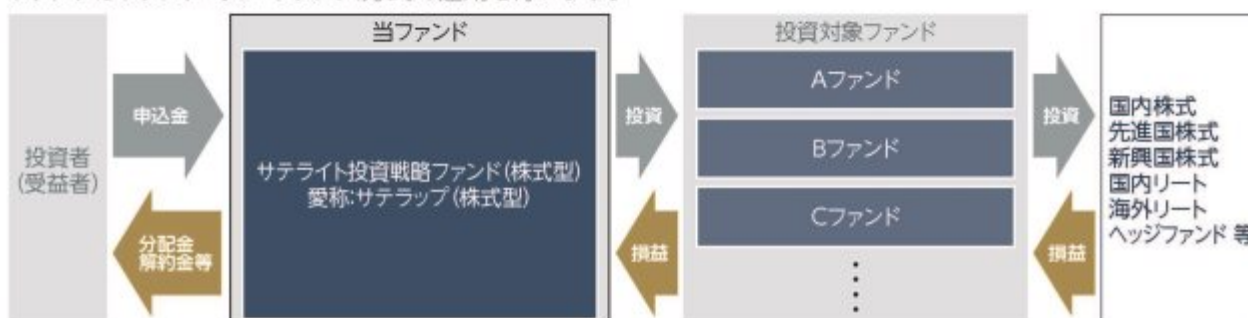 当ファンド
投資対象ファンド
投資者
(受益者)
申込金
分配金
解約金等
サテライト投資戦略ファンド(株式型)
愛称:サテラップ(株式型)
投資
損益
Aファンド
Bファンド
Cファンド
投資
損益
国内株式
先進国株式
新興国株式
国内リート
海外リート
ヘッジファンド 等